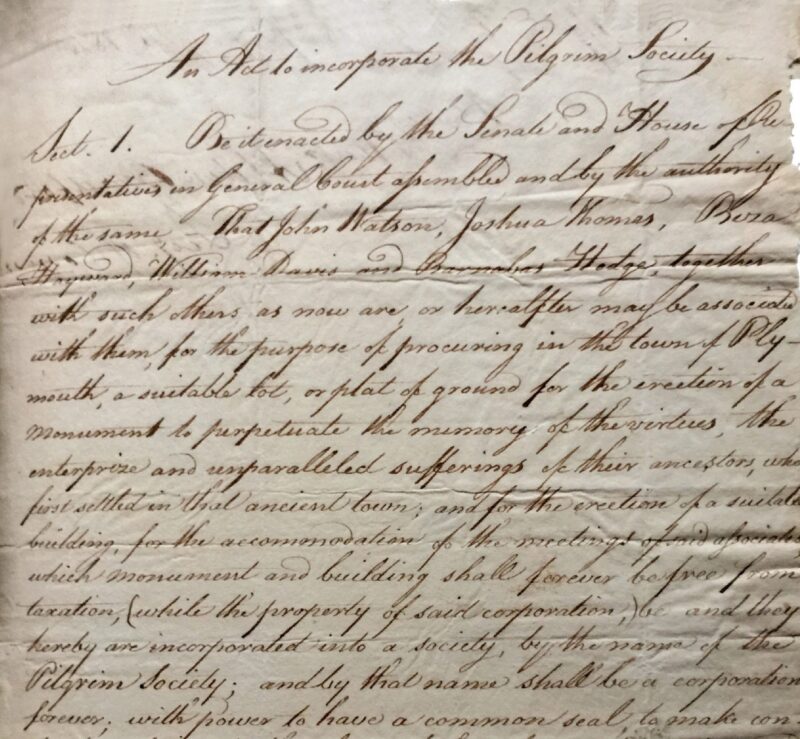 An Act to incorporate the Pilgrim Society
Sect. 1. Be it enacted by the Senate and House of Re-
presentatives in General Court assembled and by the authority
of the same, That John Watson, Joshua Thomas, Beza
Hayward, William Davis and Barnabas Hedge, together
with such others as now are, or hereafter may be associated
with them, for the purpose of procuring in the town of Ply-
mouth, a suitable lot, or plat of ground for the erection of a
monument to perpetuate the memory of the virtues, the
enterprize and unparalleled sufferings of their ancestors, who
first settled in that ancient town; and for the erection of a suitable
building, for the accommodation of the meetings of said associates,
which monument and building shall forever be free from
taxation, (while the property of said corporation,) be and they
hereby are incorporated into a society, by the name of the
Pilgrim Society; and by that name shall be a corporation
forever; with power to have a common seal, to make con-